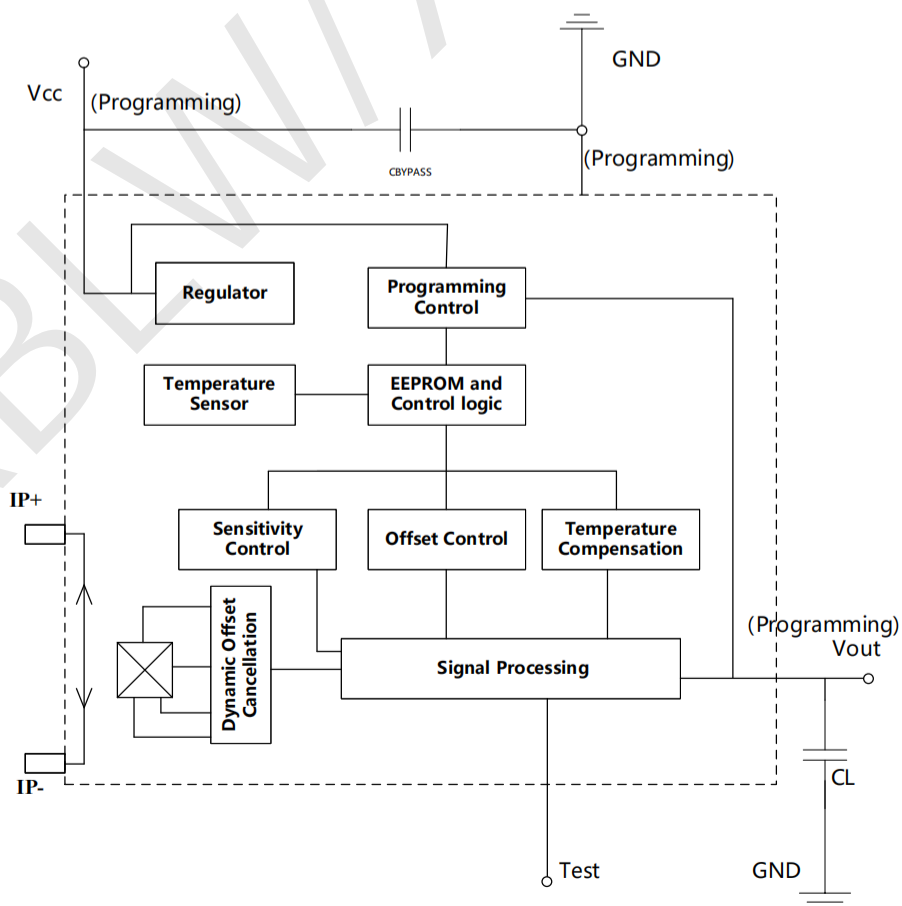 GND
Vcc
(Programming)
(Programming)
CBYPASS
Regulator
Programming
Control
Temperature
Sensor
EEPROM and
Control logic
IP+
Sensitivity
Control
Offset Control
Temperature
Compensation
Dynamic Offset
Cancellation
(Programming)
Vout
Signal Processing
IP-
CL
Test
GND